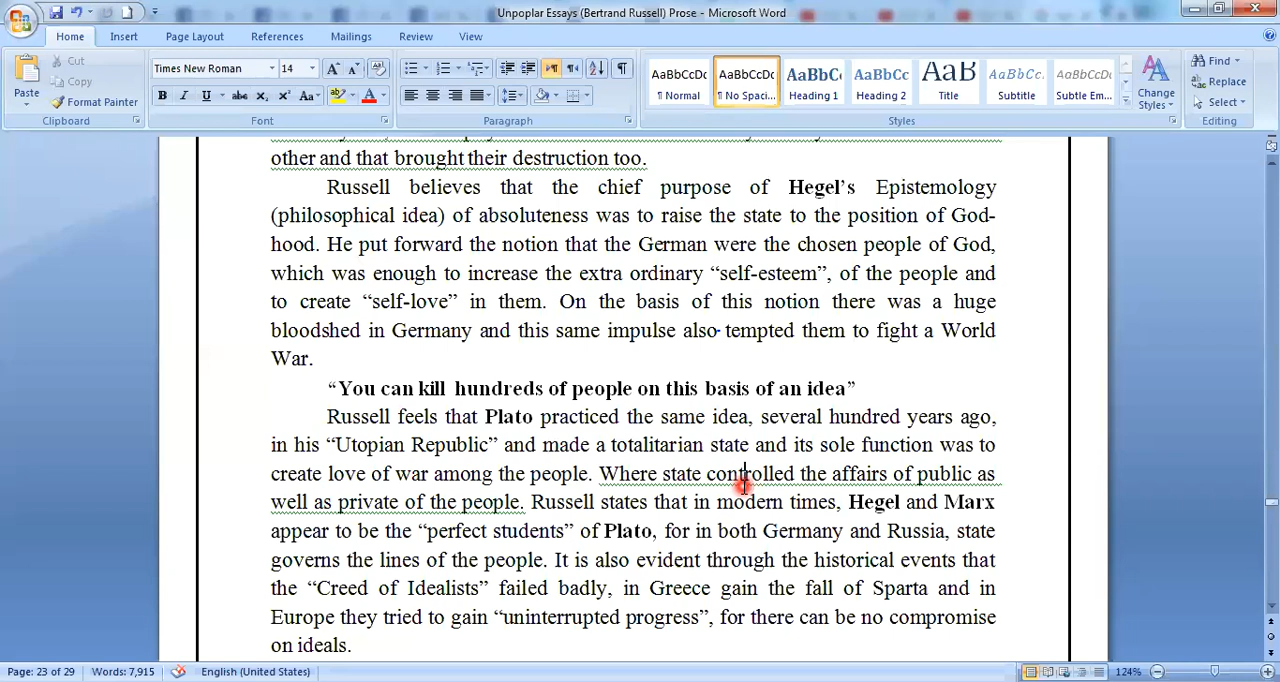 Unpoplar Essays (Bertrand Russell) Prose - Microsoft Word
Home Insert Page Layout References Mailings Review View
Paste
Cut
Copy
Format Painter
Clipboard
Times New Roman 14
Font
Paragraph
AaBbCcDc AaBbCcDc AaBbC AaBbCc AaB AaBbCc. AaBbCcDc
¶ Normal ¶ No Spaci... Heading 1 Heading 2 Title Subtitle Subtle Em...
Change Styles
Styles
Find
Replace
Select
Editing
other and that brought their destruction too.
Russell believes that the chief purpose of Hegel's Epistemology
(philosophical idea) of absoluteness was to raise the state to the position of God-
hood. He put forward the notion that the German were the chosen people of God,
which was enough to increase the extra ordinary “self-esteem”, of the people and
to create “self-love” in them. On the basis of this notion there was a huge
bloodshed in Germany and this same impulse also tempted them to fight a World
War.
“You can kill hundreds of people on this basis of an idea”
Russell feels that Plato practiced the same idea, several hundred years ago,
in his “Utopian Republic” and made a totalitarian state and its sole function was to
create love of war among the people. Where state controlled the affairs of public as
well as private of the people. Russell states that in modern times, Hegel and Marx
appear to be the “perfect students” of Plato, for in both Germany and Russia, state
governs the lines of the people. It is also evident through the historical events that
the “Creed of Idealists” failed badly, in Greece gain the fall of Sparta and in
Europe they tried to gain “uninterrupted progress”, for there can be no compromise
on ideals.
Page: 23 of 29 Words: 7,915 English (United States) 124%